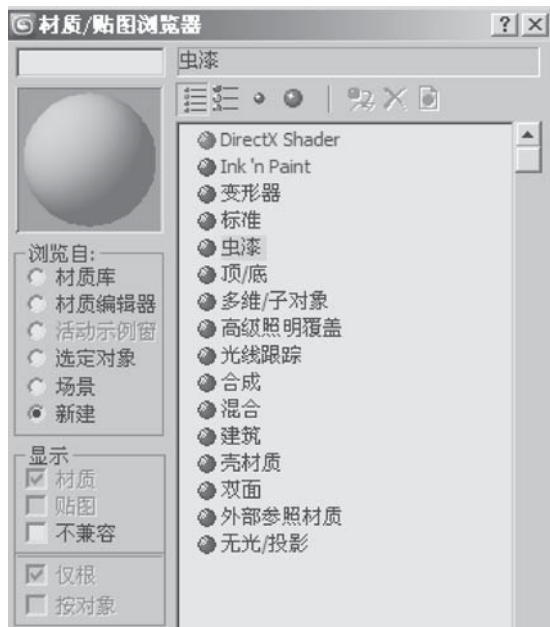 材质/贴图浏览器
虫漆
DirectX Shader
Ink 'n Paint
变形器
标准
虫漆
顶/底
多维/子对象
高级照明覆盖
光线跟踪
合成
混合
建筑
壳材质
双面
外部参照材质
无光/投影
浏览自:
材质库
材质编辑器
活动示例窗
选定对象
场景
新建
显示
材质
贴图
不兼容
仅根
按对象